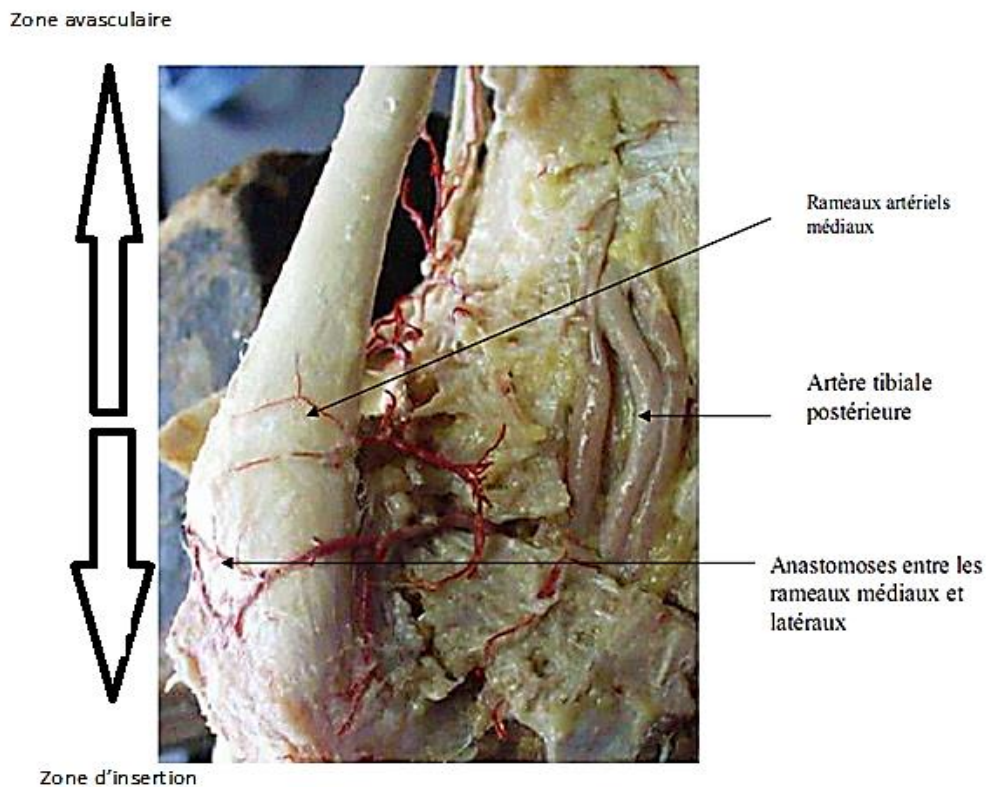 Zone avasculaire
Rameaux artériels
médiaux
Artère tibiale
postérieure
Anastomoses entre les
rameaux médiaux et
latéraux
Zone d'insertion